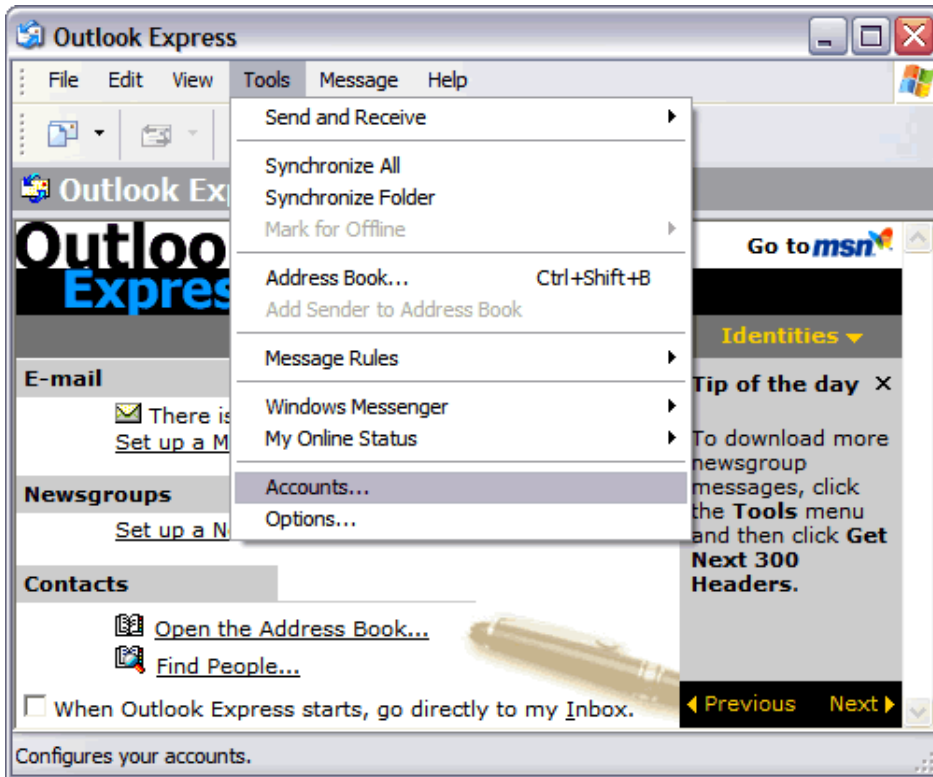 Outlook Express
File Edit View Tools Message Help
Send and Receive
Synchronize All
Synchronize Folder
Mark for Offline
Address Book... Ctrl+Shift+B
Add Sender to Address Book
Message Rules
Windows Messenger
My Online Status
Accounts...
Options...
Outlook Ex
Outloo
Expres
Go to msn
Identities
E-mail
There is
Set up a M
Newsgroups
Set up a N
Contacts
Open the Address Book...
Find People...
When Outlook Express starts, go directly to my Inbox.
Tip of the day X
To download more
newsgroup
messages, click
the Tools menu
and then click Get
Next 300
Headers.
Previous Next
Configures your accounts.